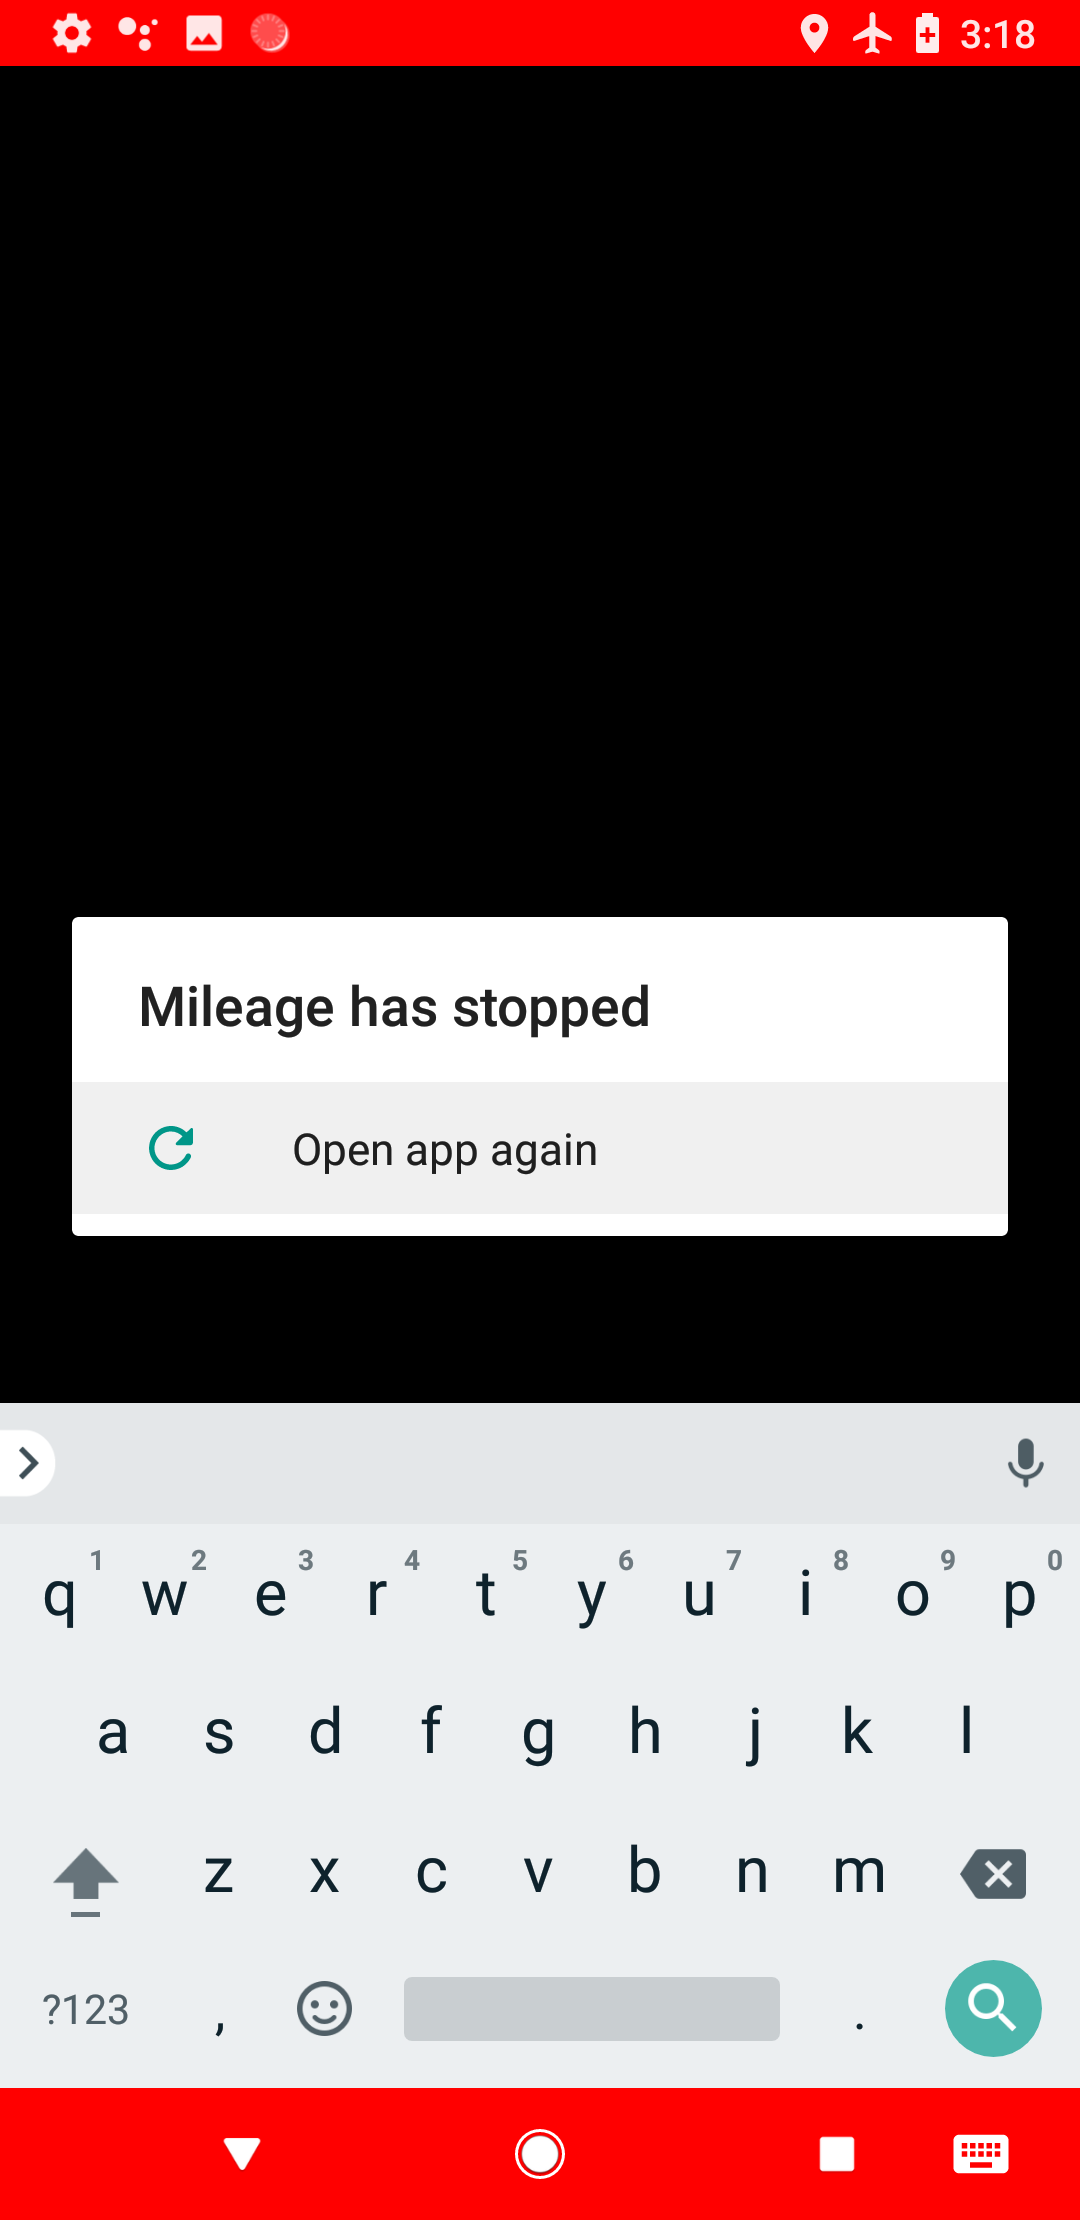 3:18
Mileage has stopped
Open app again
1 2 3 4 5 6 7 8 9 0
q w e r t y u i o p
a s d f g h j k l
z x c v b n m
?123 , .